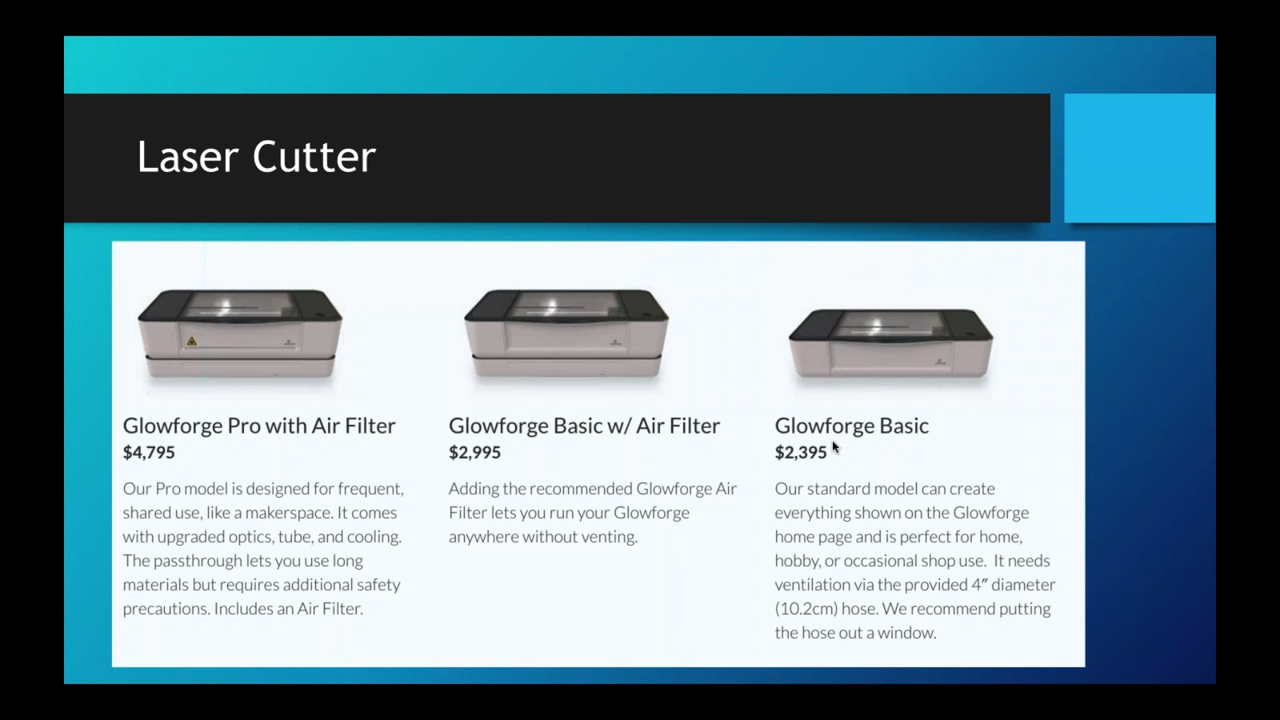 Laser Cutter
Glowforge Pro with Air Filter
$4,795
Our Pro model is designed for frequent,
shared use, like a makerspace. It comes
with upgraded optics, tube, and cooling.
The passthrough lets you use long
materials but requires additional safety
precautions. Includes an Air Filter.
Glowforge Basic w/ Air Filter
$2,995
Adding the recommended Glowforge Air
Filter lets you run your Glowforge
anywhere without venting.
Glowforge Basic
$2,395
Our standard model can create
everything shown on the Glowforge
home page and is perfect for home,
hobby, or occasional shop use. It needs
ventilation via the provided 4″ diameter
(10.2cm) hose. We recommend putting
the hose out a window.